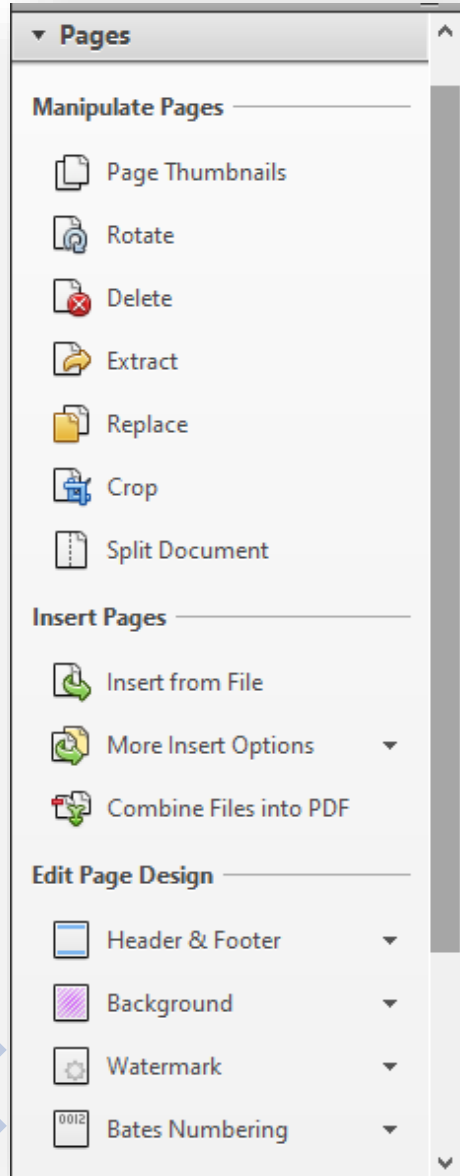 Pages
Manipulate Pages
Page Thumbnails
Rotate
Delete
Extract
Replace
Crop
Split Document
Insert Pages
Insert from File
More Insert Options
Combine Files into PDF
Edit Page Design
Header & Footer
Background
Watermark
0012 Bates Numbering